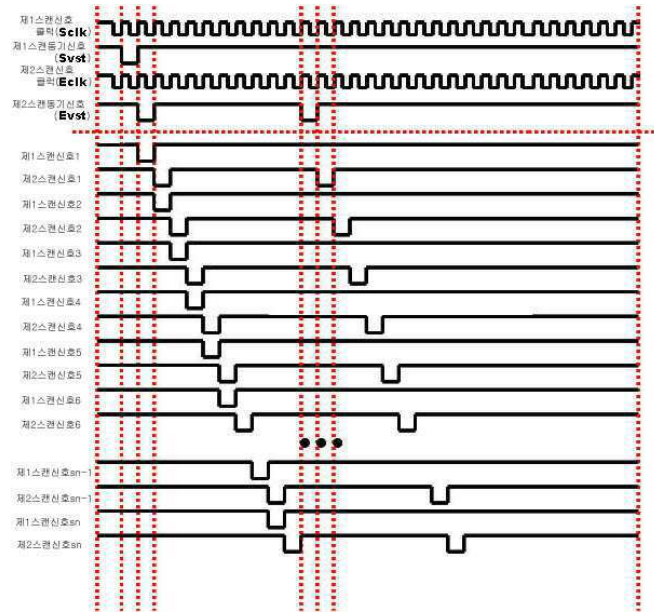 제1스캔신호
클럭(Sclk)
제1스캔동기신호
(Svst)
제2스캔신호
클럭(Eclk)
제2스캔동기신호
(Evst)
제1스캔신호1
제2스캔신호1
제1스캔신호2
제2스캔신호2
제1스캔신호3
제2스캔신호3
제1스캔신호4
제2스캔신호4
제1스캔신호5
제2스캔신호5
제1스캔신호6
제2스캔신호6
제1스캔신호sn-1
제2스캔신호sn-1
제1스캔신호sn
제2스캔신호sn